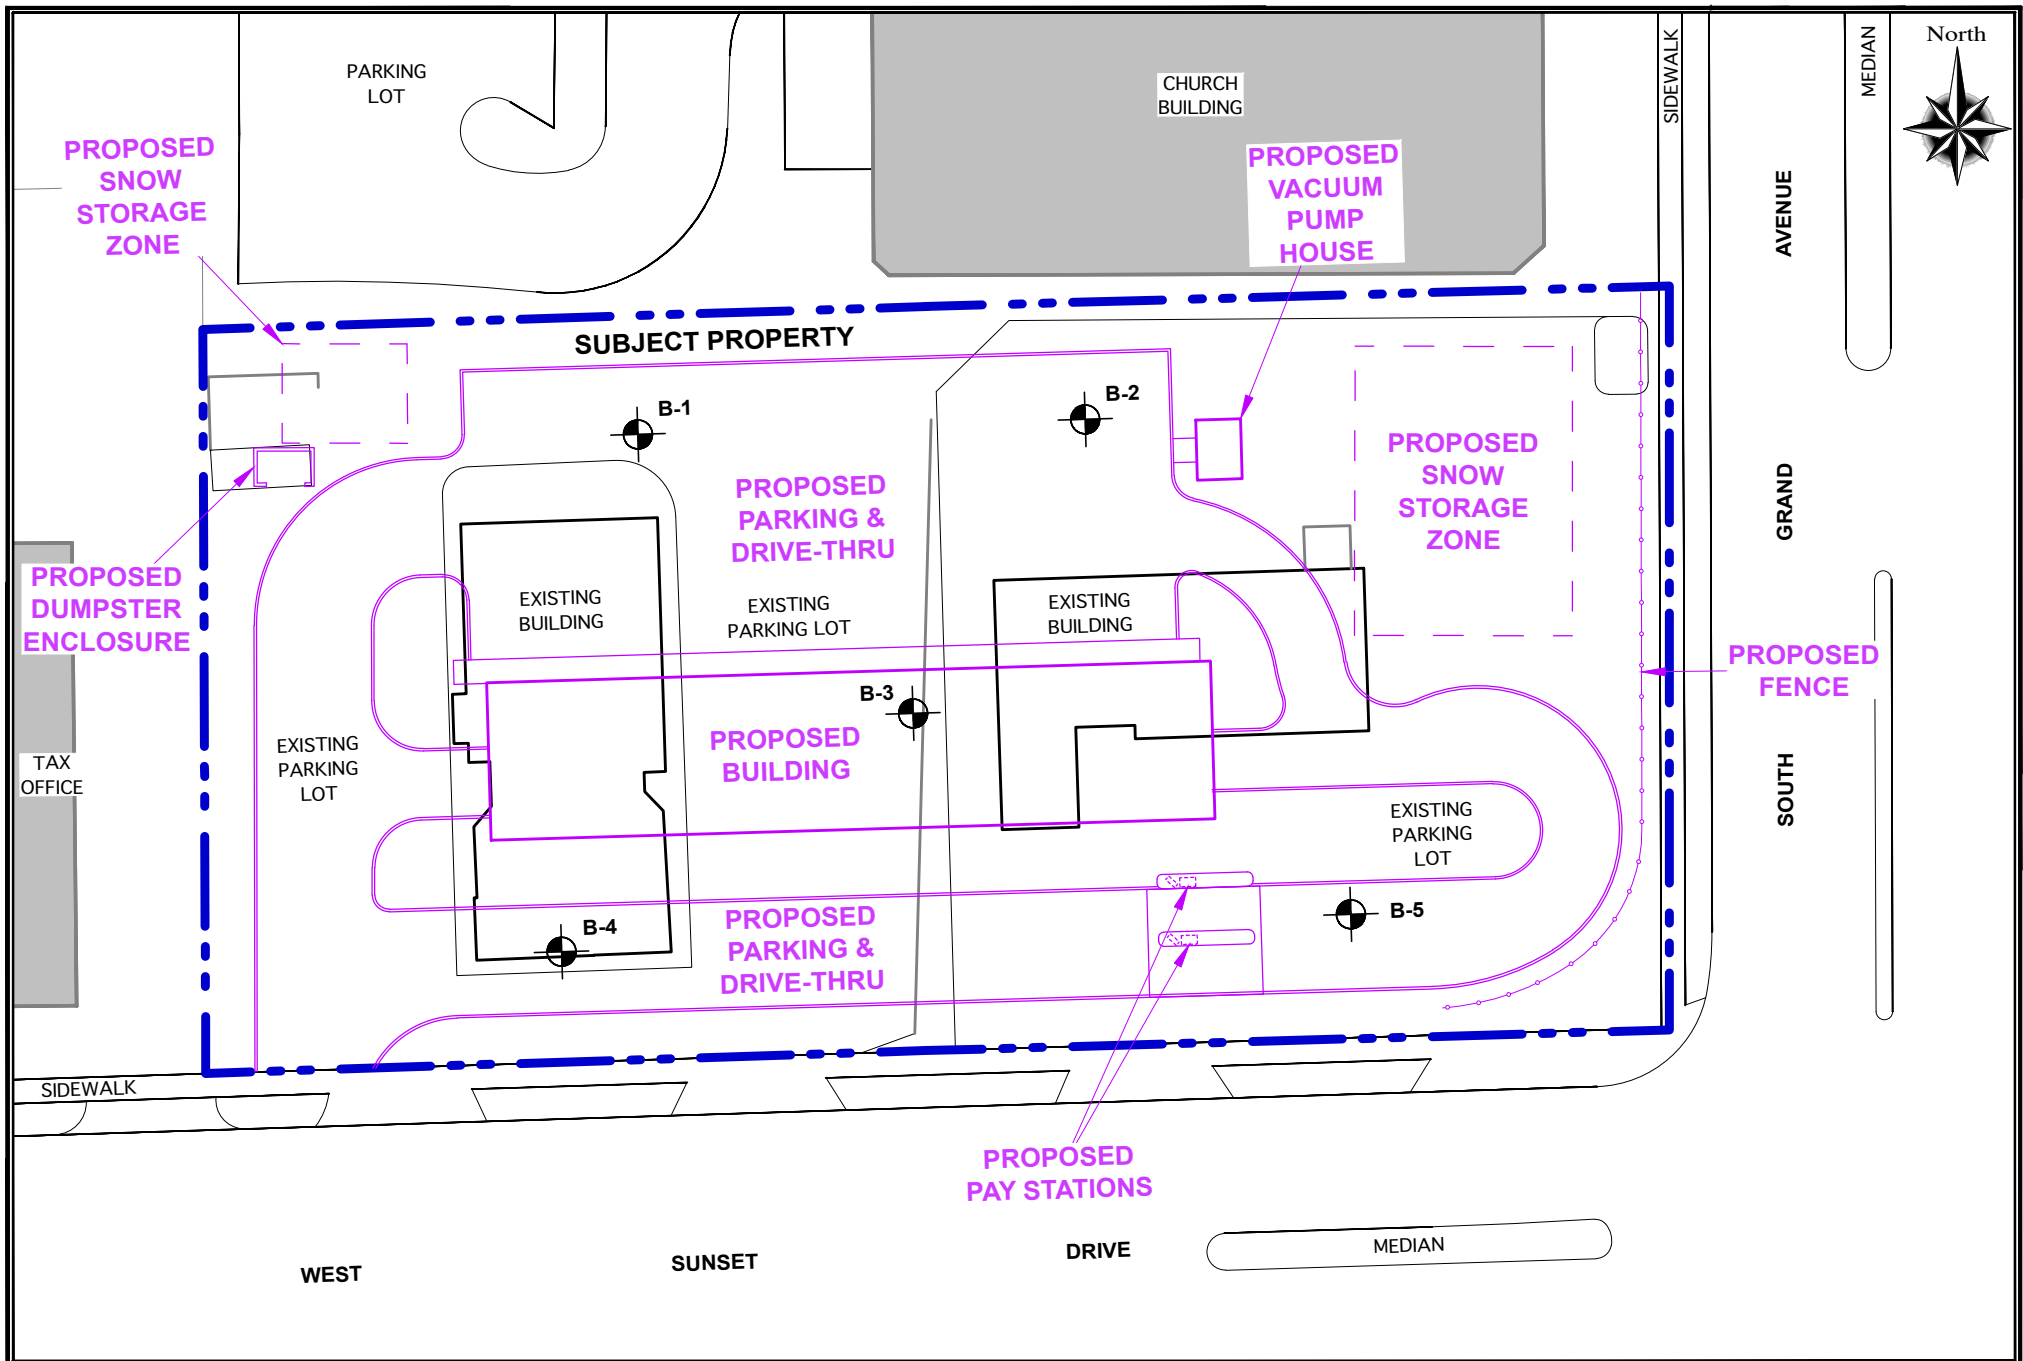 North
PARKING
LOT
CHURCH
BUILDING
SIDEWALK
MEDIAN
PROPOSED
SNOW
STORAGE
ZONE
PROPOSED
VACUUM
PUMP
HOUSE
AVENUE
GRAND
SOUTH
SUBJECT PROPERTY
B-1
B-2
PROPOSED
SNOW
STORAGE
ZONE
PROPOSED
PARKING &
DRIVE-THRU
PROPOSED
DUMPSTER
ENCLOSURE
EXISTING
BUILDING
EXISTING
PARKING LOT
EXISTING
BUILDING
PROPOSED
FENCE
B-3
PROPOSED
BUILDING
EXISTING
PARKING
LOT
TAX
OFFICE
EXISTING
PARKING
LOT
B-4
PROPOSED
PARKING &
DRIVE-THRU
B-5
SIDEWALK
PROPOSED
PAY STATIONS
WEST
SUNSET
DRIVE
MEDIAN